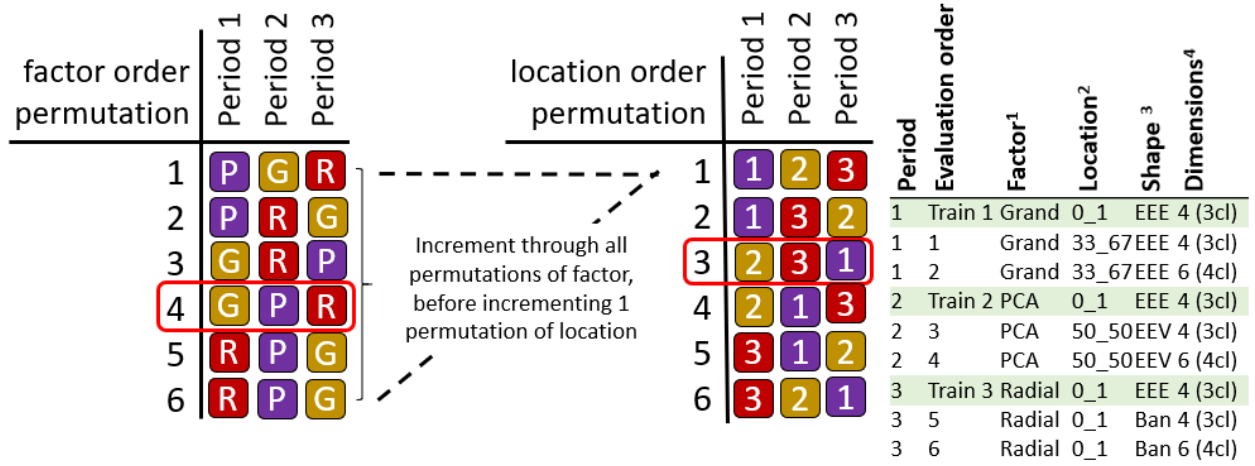 factor order
permutation
Period 1
Period 2
Period 3
1 P G R
2 P R G
3 G R P
4 G P R
5 R P G
6 R P G
Increment through all
permutations of factor,
before incrementing 1
permutation of location
location order
permutation
Period 1
Period 2
Period 3
1 1 2 3
2 1 3 2
3 2 3 1
4 2 1 3
5 3 1 2
6 3 2 1
Period
Evaluation order
Factor¹
Location²
Shape ³
Dimensions⁴
1 Train 1 Grand 0_1 EEE 4 (3cl)
1 1 Grand 33_67 EEE 4 (3cl)
1 2 Grand 33_67 EEE 6 (4cl)
2 Train 2 PCA 0_1 EEE 4 (3cl)
2 3 PCA 50_50 EEV 4 (3cl)
2 4 PCA 50_50 EEV 6 (4cl)
3 Train 3 Radial 0_1 EEE 4 (3cl)
3 5 Radial 0_1 Ban 4 (3cl)
3 6 Radial 0_1 Ban 6 (4cl)